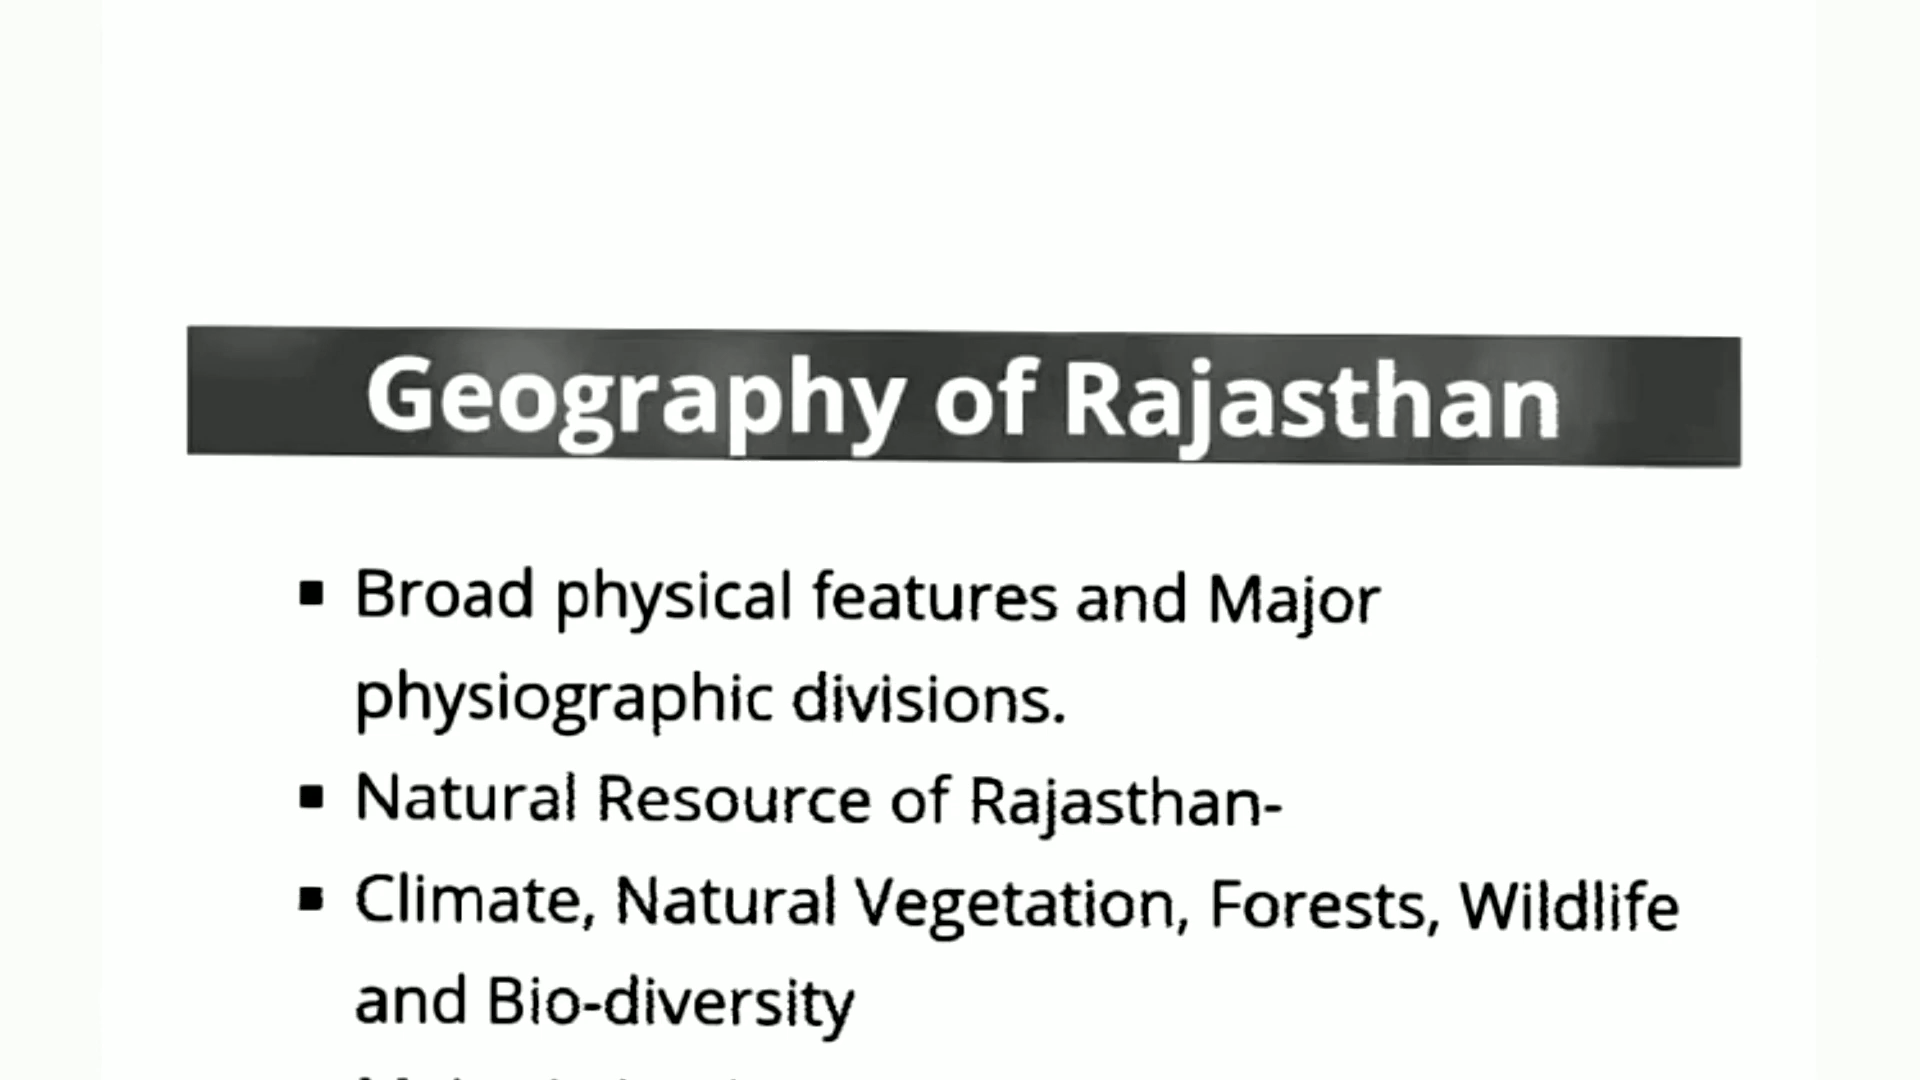 Geography of Rajasthan
▪ Broad physical features and Major
physiographic divisions.
▪ Natural Resource of Rajasthan-
▪ Climate, Natural Vegetation, Forests, Wildlife
and Bio-diversity